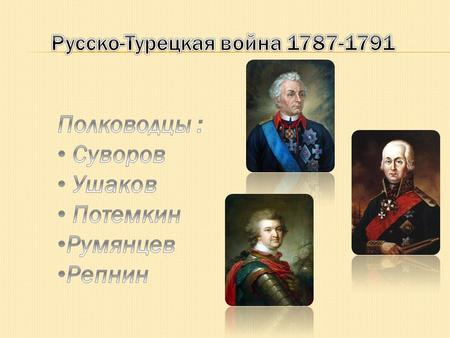 Русско-Турецкая война 1787-1791
Полководцы :
• Суворов
• Ушаков
• Потемкин
•Румянцев
•Репнин